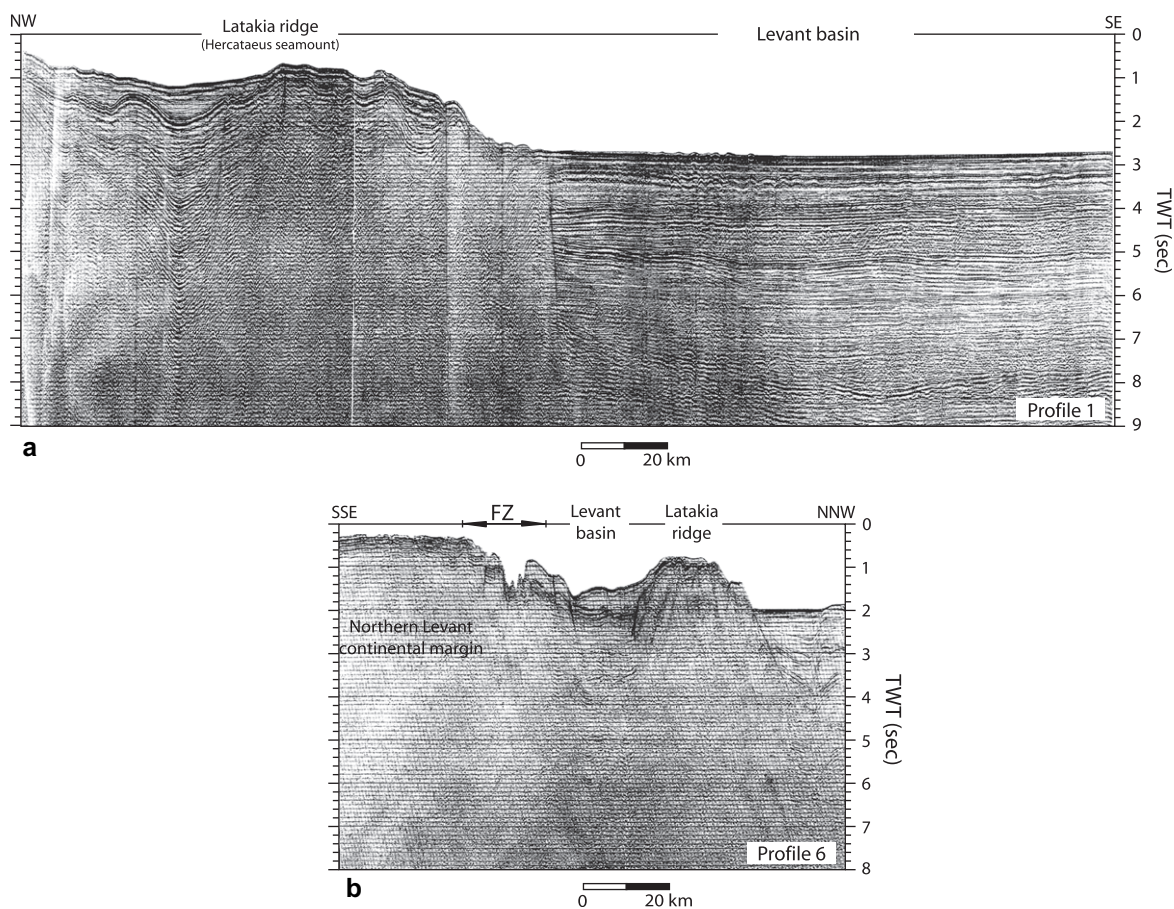 NW
Latakia ridge
(Hercataeus seamount)
Levant basin
SE
0
1
2
3
4
5
6
7
8
9
TWT (sec)
Profile 1
a
0 20 km
SSE
FZ
Levant
basin
Latakia
ridge
NNW
0
1
2
3
4
5
6
7
8
Northern Levant
continental margin
TWT (sec)
Profile 6
b
0 20 km